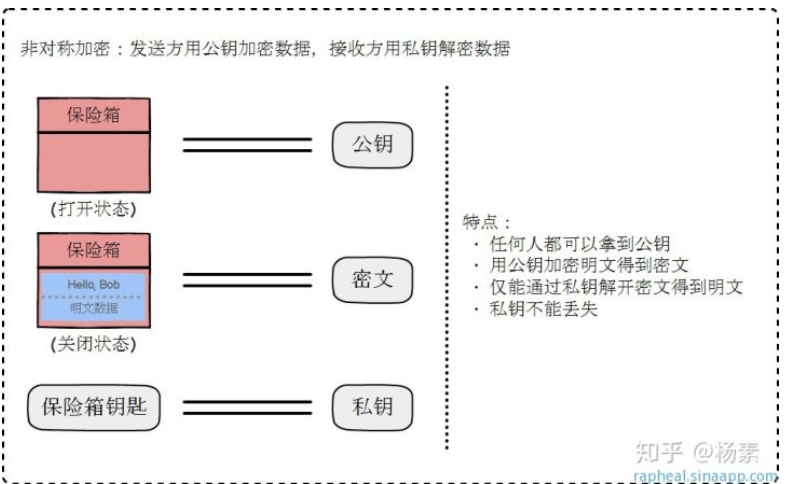 非对称加密：发送方用公钥加密数据，接收方用私钥解密数据
保险箱
公钥
(打开状态)
保险箱
Hello, Bob
明文数据
密文
(关闭状态)
保险箱钥匙
私钥
特点：
· 任何人都可以拿到公钥
· 用公钥加密明文得到密文
· 仅能通过私钥解开密文得到明文
· 私钥不能丢失
知乎 @杨素
rapheal.sinaapp.com